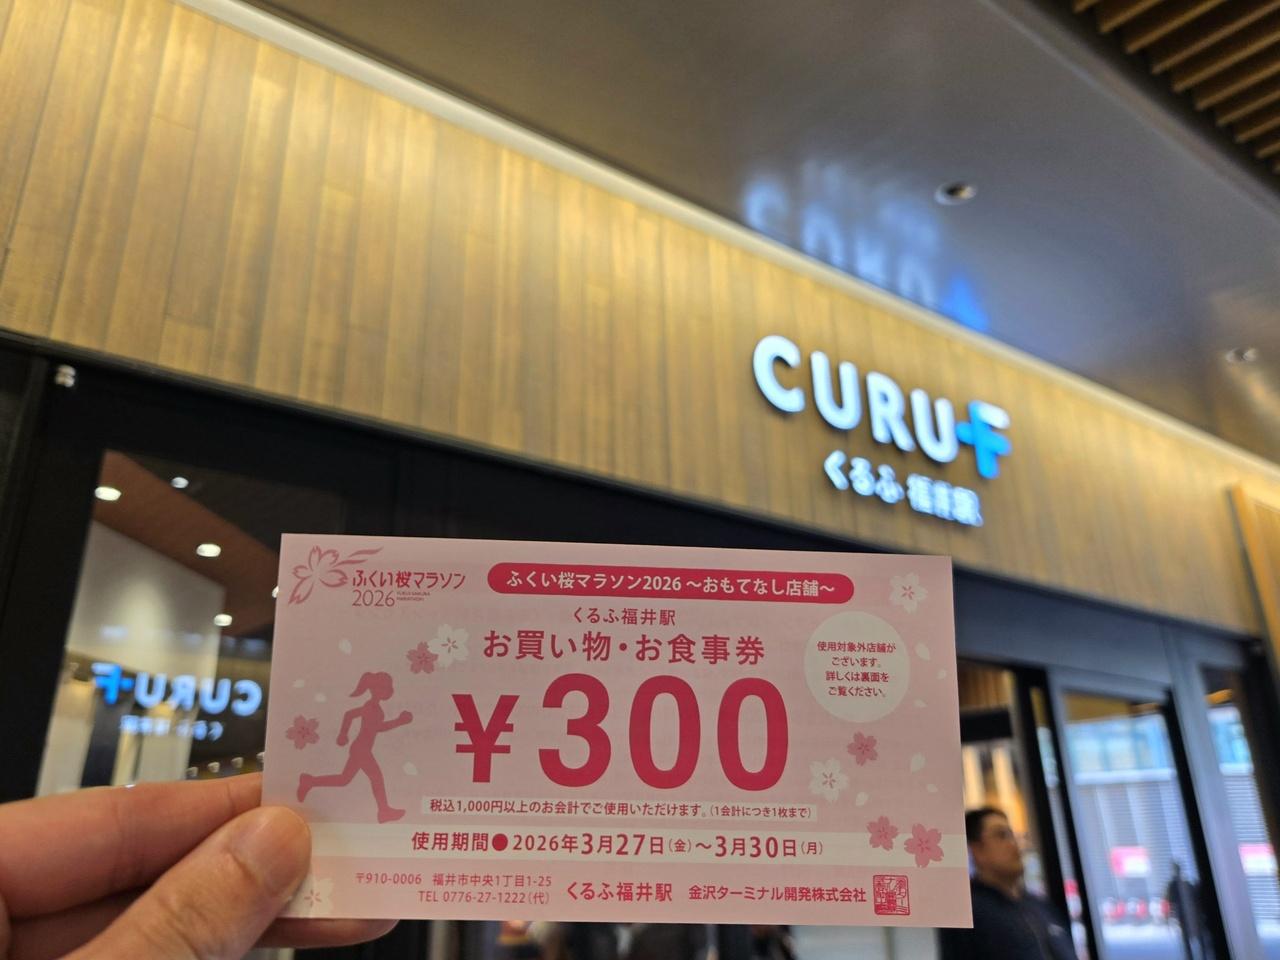 CURU-F
くるふ 福井駅
CURU-F
ふくい桜マラソン
2026 FUKUI SAKURA MARATHON
ふくい桜マラソン2026 〜おもてなし店舗〜
くるふ福井駅
お買い物・お食事券
¥300
使用対象外店舗が
ございます。
詳しくは裏面を
ご覧ください。
税込1,000円以上のお会計でご使用いただけます。(1会計につき1枚まで)
使用期間●2026年3月27日(金)〜3月30日(月)
〒910-0006 福井市中央1丁目1-25
TEL 0776-27-1222(代)
くるふ福井駅 金沢ターミナル開発株式会社